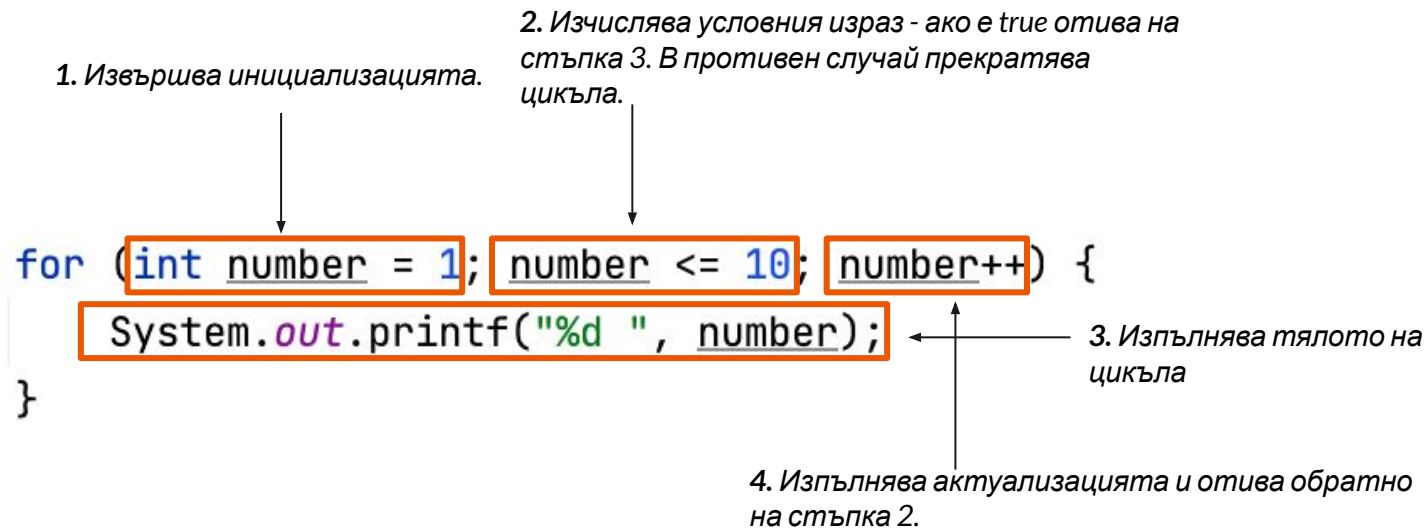 2. Изчислява условния израз - ако е true отива на
стъпка 3. В противен случай прекратява
цикъла.
1. Извършва инициализацията.
for (int number = 1; number <= 10; number++) {
System.out.printf("%d ", number);
}
3. Изпълнява тялото на
цикъла
4. Изпълнява актуализацията и отива обратно
на стъпка 2.